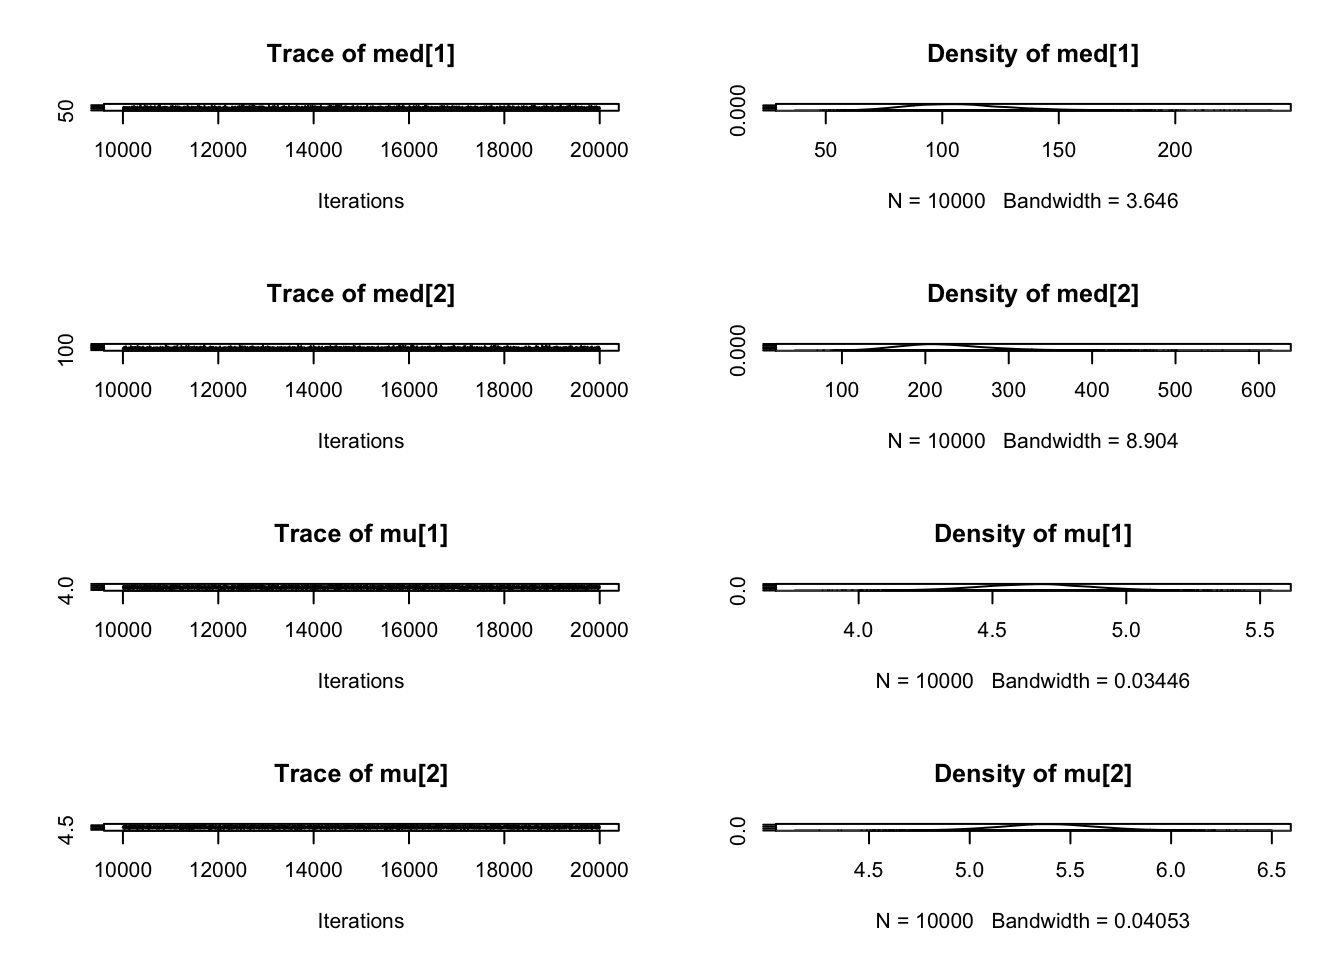 Trace of med[1]
50
10000 12000 14000 16000 18000 20000
Iterations
Density of med[1]
0.000
50 100 150 200
N = 10000 Bandwidth = 3.646
Trace of med[2]
100
10000 12000 14000 16000 18000 20000
Iterations
Density of med[2]
0.000
100 200 300 400 500 600
N = 10000 Bandwidth = 8.904
Trace of mu[1]
4.0
10000 12000 14000 16000 18000 20000
Iterations
Density of mu[1]
0.0
4.0 4.5 5.0 5.5
N = 10000 Bandwidth = 0.03446
Trace of mu[2]
4.5
10000 12000 14000 16000 18000 20000
Iterations
Density of mu[2]
0.0
4.5 5.0 5.5 6.0 6.5
N = 10000 Bandwidth = 0.04053